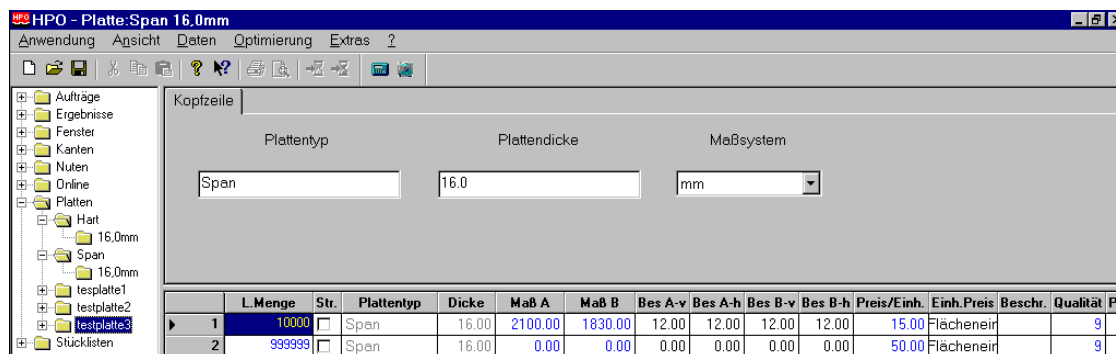 HPO - Platte:Span 16,0mm
Anwendung Ansicht Daten Optimierung Extras ?
Aufträge
Ergebnisse
Fenster
Kanten
Nuten
Online
Platten
Hart
16,0mm
Span
16,0mm
tesplatte1
testplatte2
testplatte3
Stücklisten
Kopfzeile
Plattentyp Plattendicke Maßsystem
Span 16.0 mm
L.Menge Str. Plattentyp Dicke Maß A Maß B Bes A-v Bes A-h Bes B-v Bes B-h Preis/Einh. Einh.Preis Beschr. Qualität P
1 10000 Span 16.00 2100.00 1830.00 12.00 12.00 12.00 12.00 15.00 Flächenein 9
2 999999 Span 16.00 0.00 0.00 0.00 0.00 0.00 0.00 50.00 Flächenein 9